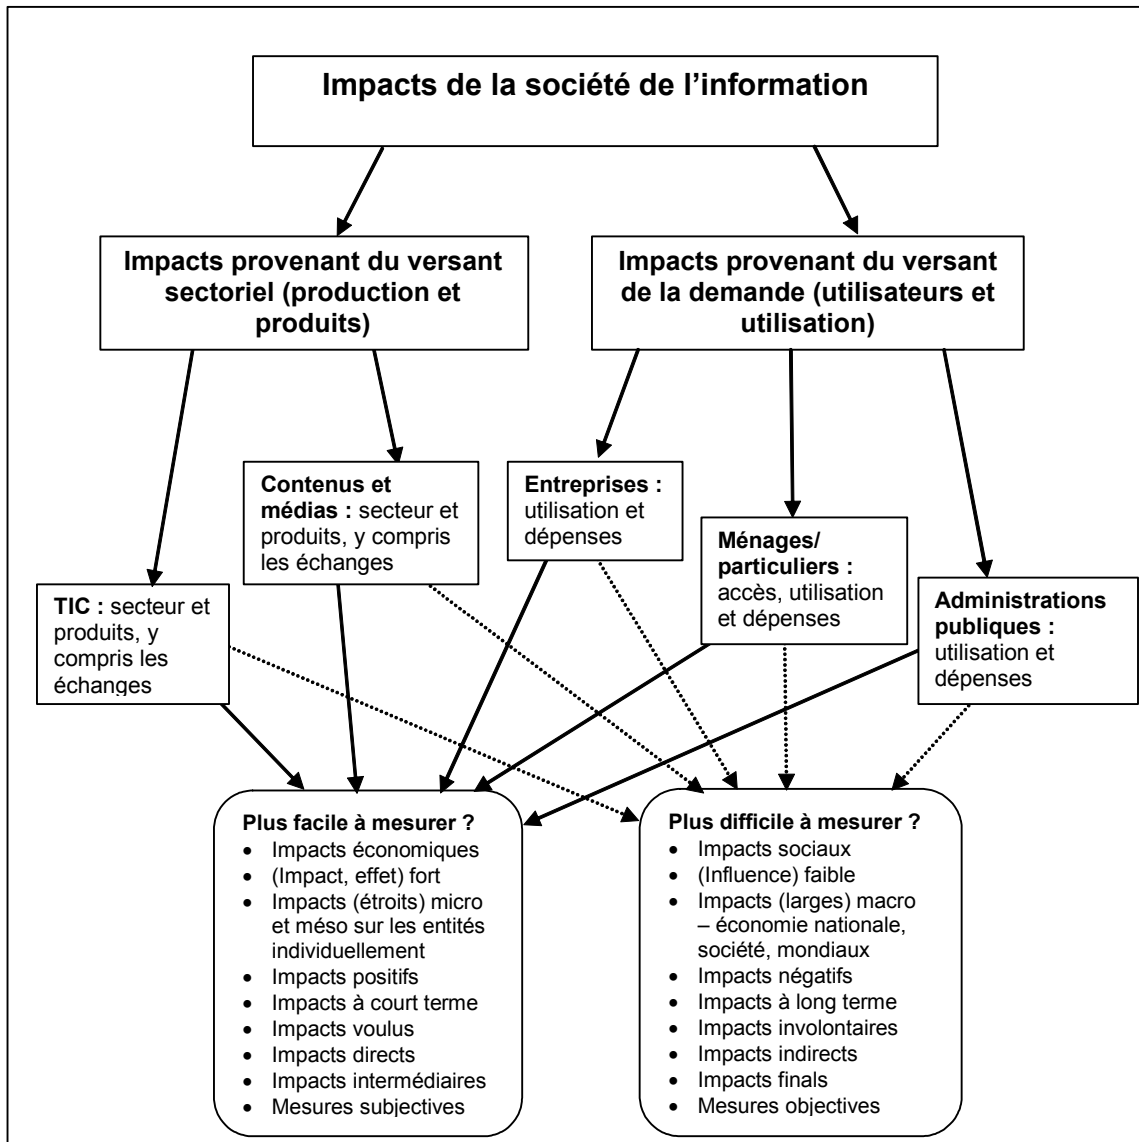 Impacts de la société de l’information
Impacts provenant du versant
sectoriel (production et
produits)
Impacts provenant du versant
de la demande (utilisateurs et
utilisation)
Contenus et
médias : secteur et
produits, y compris
les échanges
Entreprises :
utilisation et
dépenses
Ménages/
particuliers :
accès, utilisation
et dépenses
TIC : secteur et
produits, y
compris les
échanges
Administrations
publiques :
utilisation et
dépenses
Plus facile à mesurer ?
• Impacts économiques
• (Impact, effet) fort
• Impacts (étroits) micro
et méso sur les entités
individuellement
• Impacts positifs
• Impacts à court terme
• Impacts voulus
• Impacts directs
• Impacts intermédiaires
• Mesures subjectives
Plus difficile à mesurer ?
• Impacts sociaux
• (Influence) faible
• Impacts (larges) macro
– économie nationale,
société, mondiaux
• Impacts négatifs
• Impacts à long terme
• Impacts involontaires
• Impacts indirects
• Impacts finals
• Mesures objectives